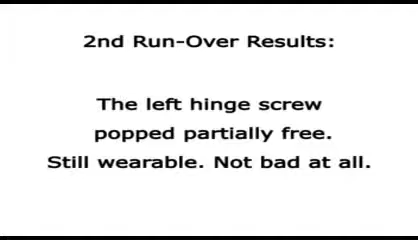 2nd Run-Over Results:
The left hinge screw
popped partially free.
Still wearable. Not bad at all.